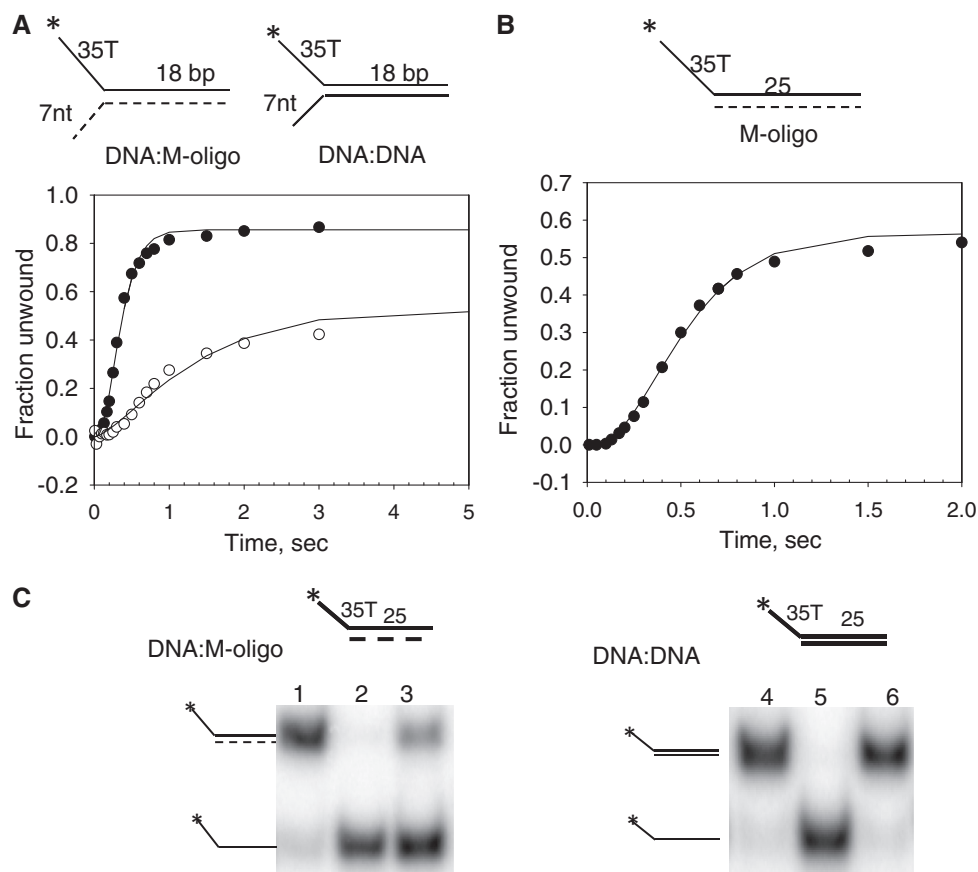 A
B
*
35T
18 bp
7nt
DNA:M-oligo
*
35T
18 bp
7nt
DNA:DNA
*
35T
25
M-oligo
Fraction unwound
1.0
0.8
0.6
0.4
0.2
0.0
-0.2
0 1 2 3 4 5
Time, sec
Fraction unwound
0.7
0.6
0.5
0.4
0.3
0.2
0.1
0.0
-0.1
0.0 0.5 1.0 1.5 2.0
Time, sec
C
*
35T 25
DNA:M-oligo
1 2 3
*
*
*
35T 25
DNA:DNA
4 5 6
*
*